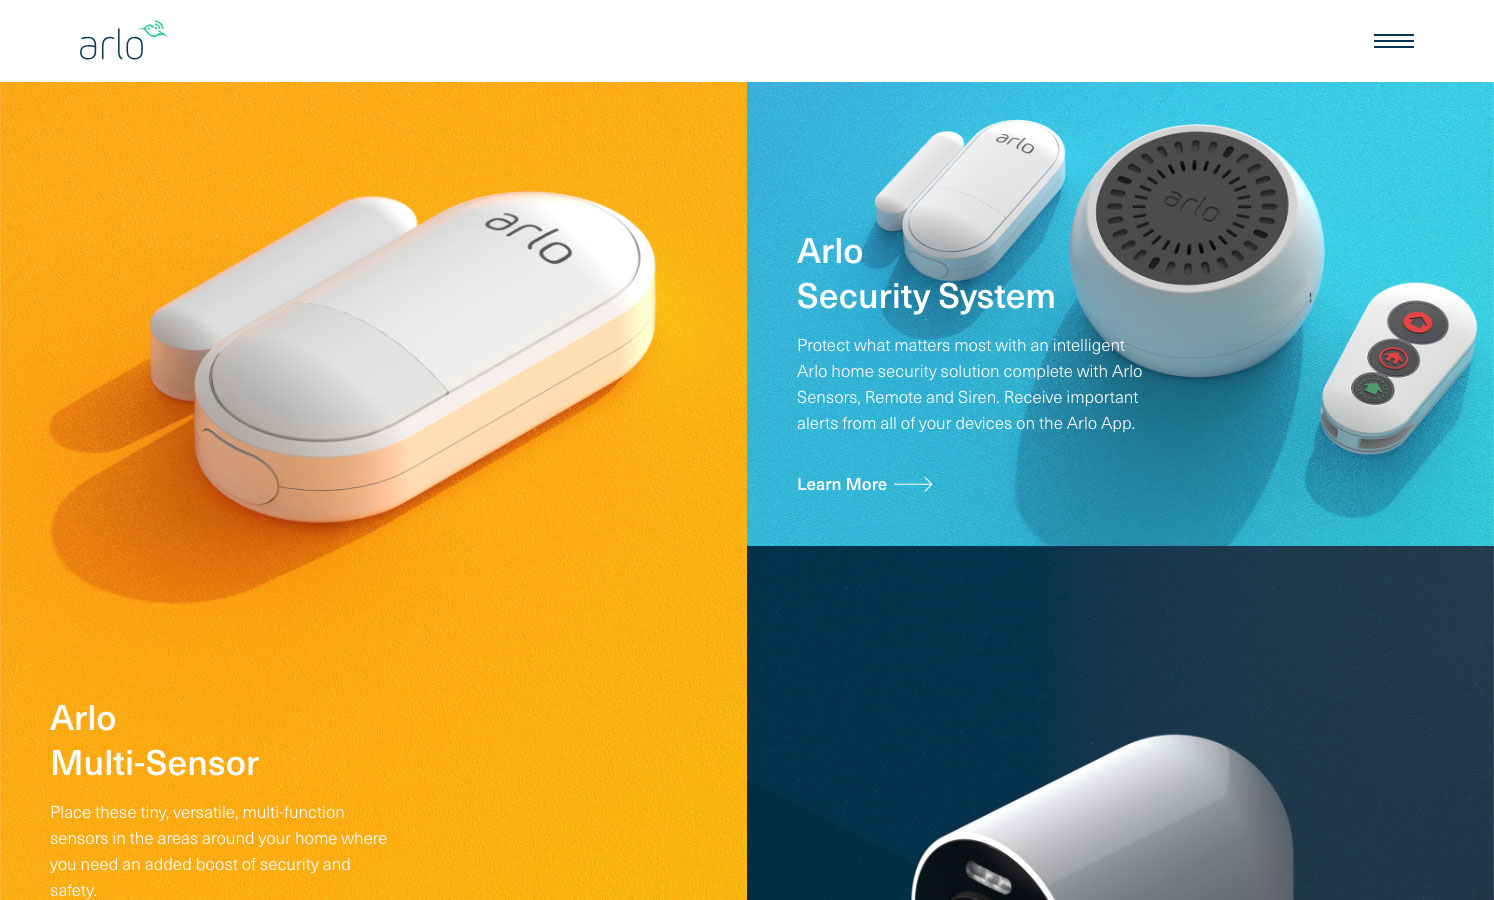 arlo
arlo
Arlo
Multi-Sensor
Place these tiny, versatile, multi-function
sensors in the areas around your home where
you need an added boost of security and
safety.
arlo
arlo
Arlo
Security System
Protect what matters most with an intelligent
Arlo home security solution complete with Arlo
Sensors, Remote and Siren. Receive important
alerts from all of your devices on the Arlo App.
Learn More